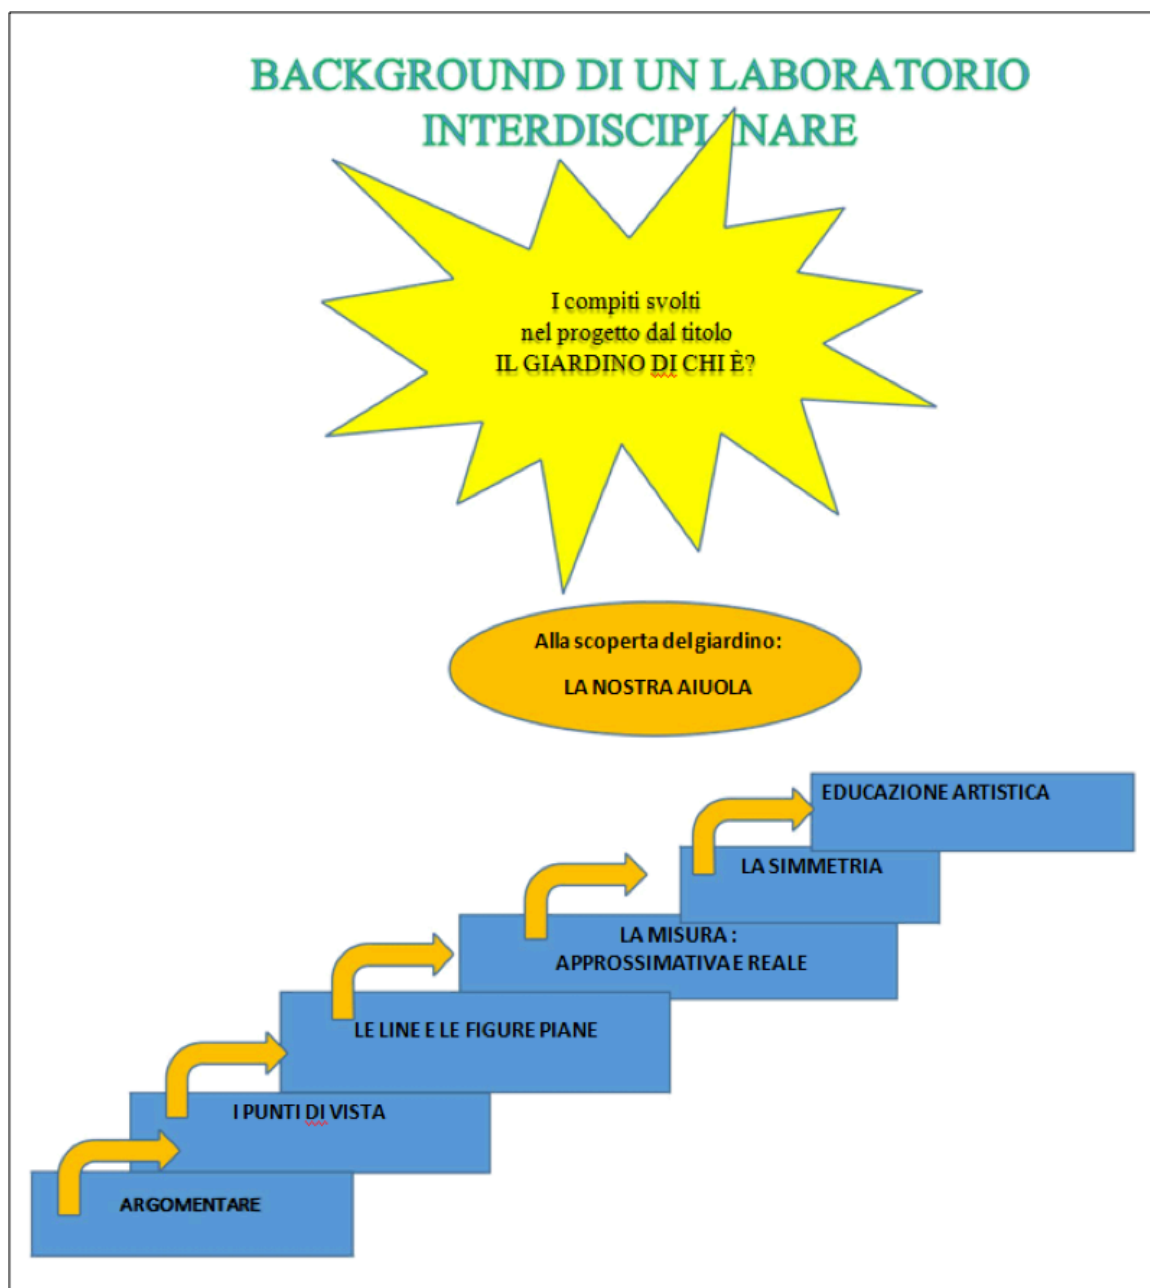 BACKGROUND DI UN LABORATORIO
INTERDISCIPLINARE
I compiti svolti
nel progetto dal titolo
IL GIARDINO DI CHI È?
Alla scoperta del giardino:
LA NOSTRA AIUOLA
EDUCAZIONE ARTISTICA
LA SIMMETRIA
LA MISURA :
APPROSSIMATIVA E REALE
LE LINE E LE FIGURE PIANE
I PUNTI DI VISTA
ARGOMENTARE